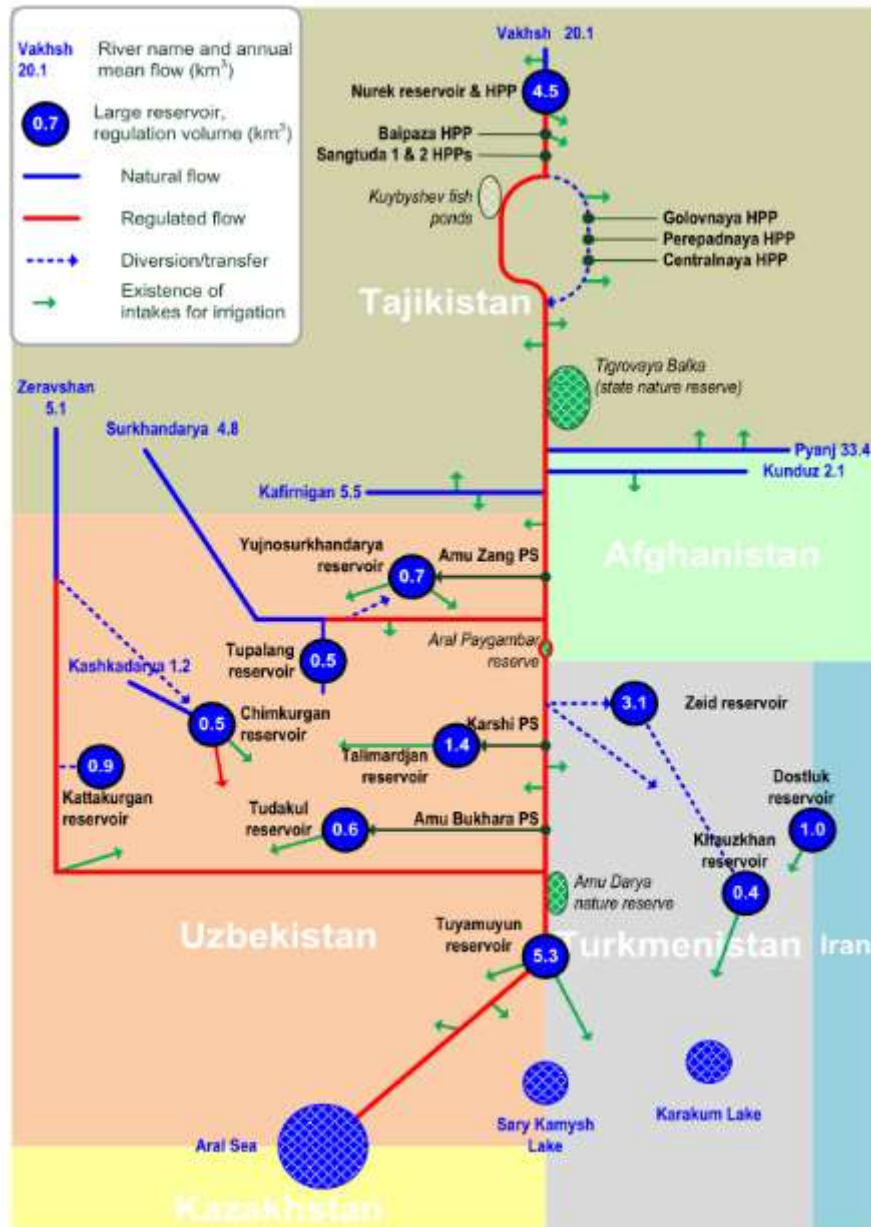 Vakhsh
20.1
River name and annual
mean flow (km³)
0.7
Large reservoir,
regulation volume (km³)
Natural flow
Regulated flow
Diversion/transfer
Existence of
intakes for irrigation
Vakhsh 20.1
Nurek reservoir & HPP
4.5
Baipaza HPP
Sangtuda 1 & 2 HPPs
Kuybyshev fish
ponds
Golovnaya HPP
Perepadnaya HPP
Centralnaya HPP
Tajikistan
Tigrovaya Balka
(state nature reserve)
Zeravshan
5.1
Surkhandarya 4.8
Pyanj 33.4
Kunduz 2.1
Kafirnigan 5.5
Yujnosurkhandarya
reservoir
0.7
Amu Zang PS
Afghanistan
Aral Paygambar
reserve
Tupalang
reservoir
0.5
Kashkadarya 1.2
Chimkurgan
reservoir
0.5
3.1
Zeid reservoir
Karshi PS
1.4
Talimardjan
reservoir
0.9
Kattakurgan
reservoir
Dostluk
reservoir
1.0
Tudakul
reservoir
0.6
Amu Bukhara PS
Khauzkhan
reservoir
0.4
Amu Darya
nature reserve
Uzbekistan
Tuyamuyun
reservoir
5.3
Turkmenistan
Iran
Aral Sea
Sary Kamysh
Lake
Karakum Lake
Kazakhstan